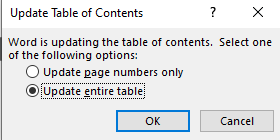 Update Table of Contents ? ×
Word is updating the table of contents. Select one
of the following options:
Update page numbers only
Update entire table
OK Cancel